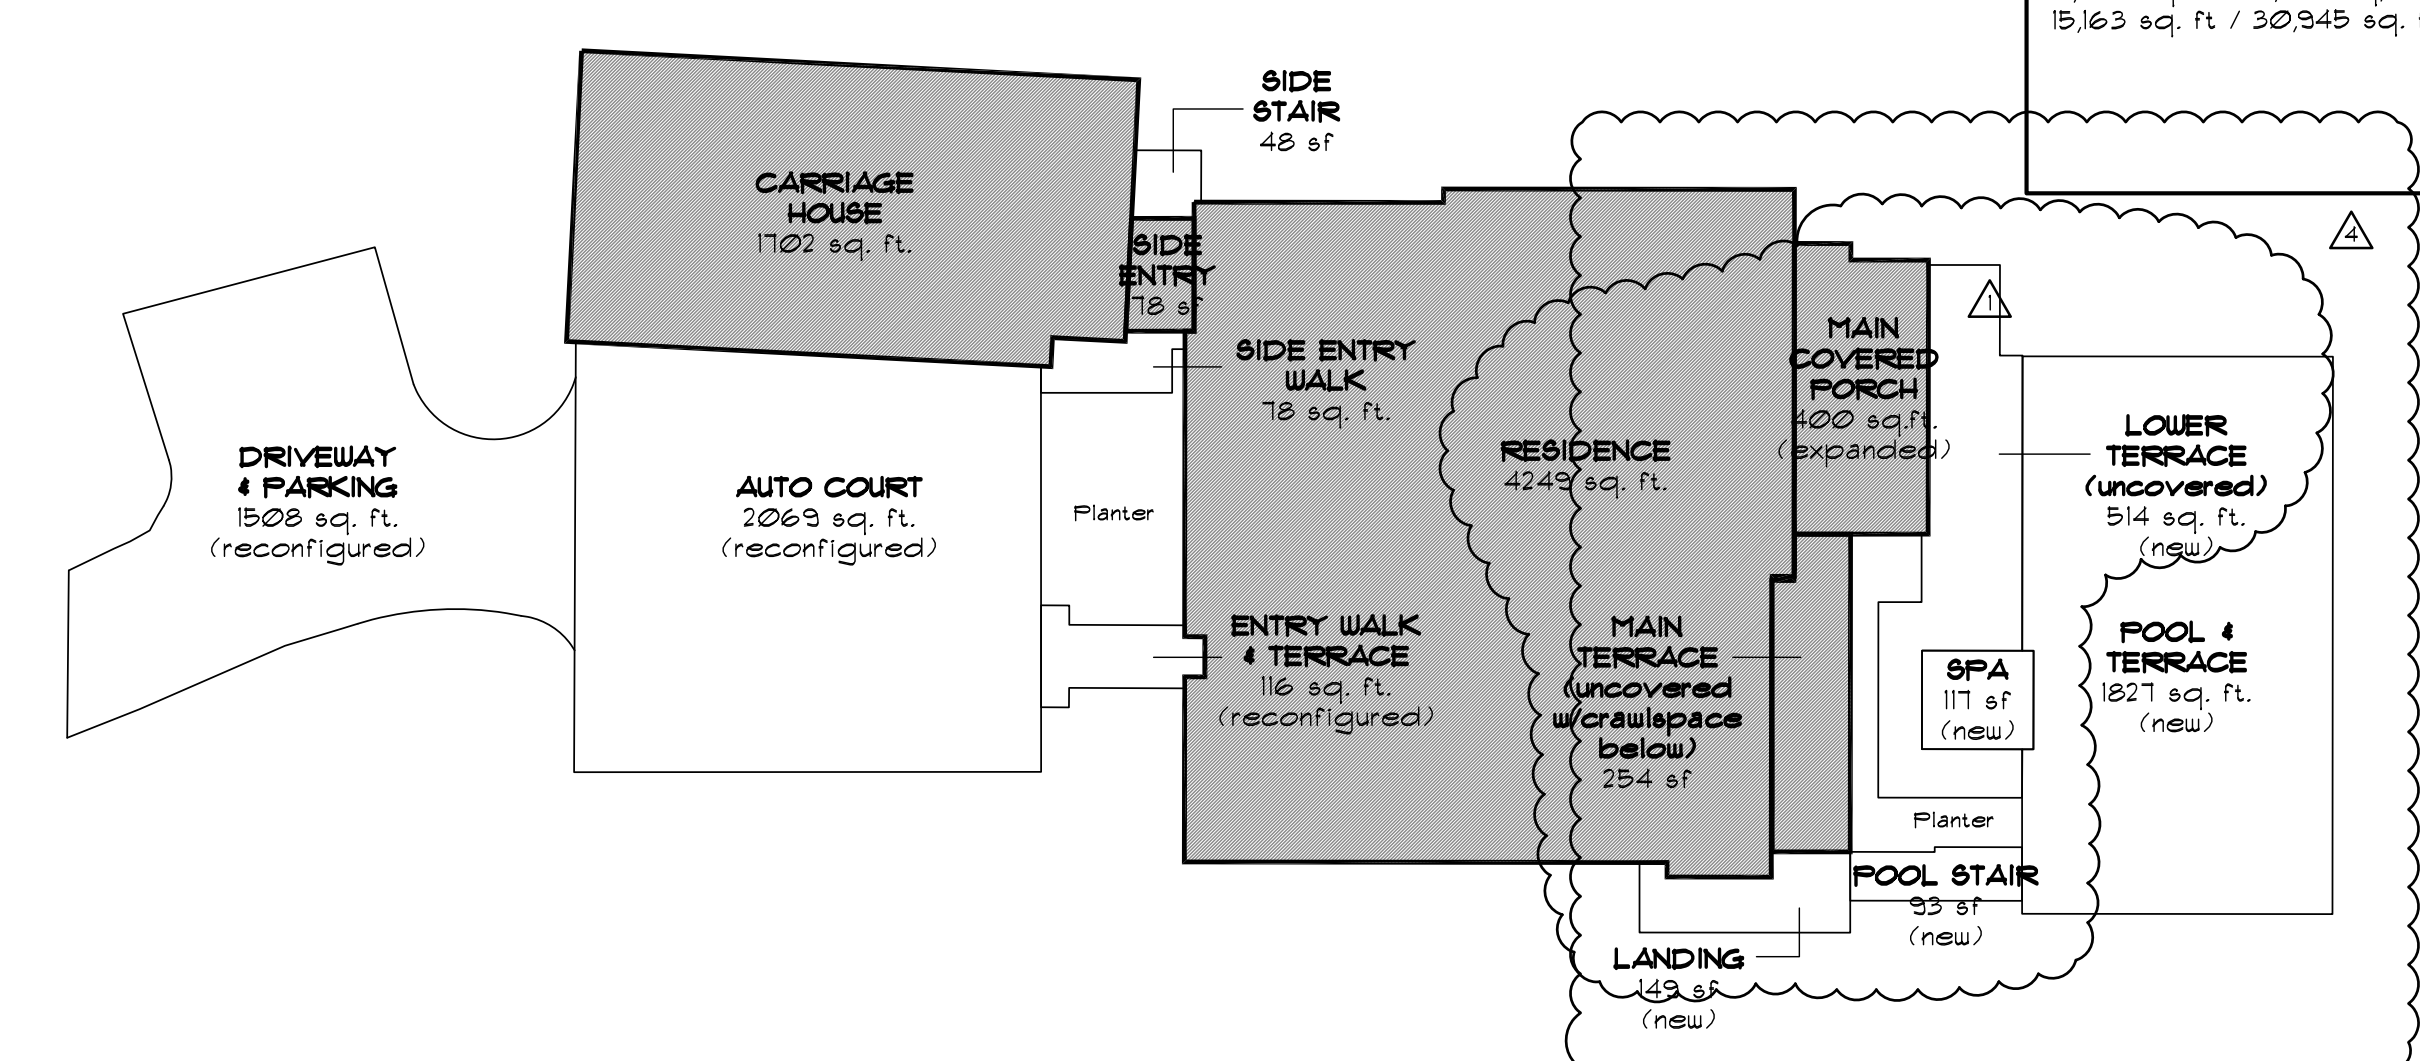 15,163 sq. ft / 30,945 sq.
SIDE
STAIR
48 sf
CARRIAGE
HOUSE
1702 sq. ft.
SIDE
ENTRY
78 sf
4
1
SIDE ENTRY
WALK
78 sq. ft.
MAIN
COVERED
PORCH
400 sq.ft.
(expanded)
RESIDENCE
4249 sq. ft.
LOWER
TERRACE
(uncovered)
514 sq. ft.
(new)
DRIVEWAY
& PARKING
1508 sq. ft.
(reconfigured)
AUTO COURT
2069 sq. ft.
(reconfigured)
Planter
ENTRY WALK
& TERRACE
116 sq. ft.
(reconfigured)
MAIN
TERRACE
(uncovered
w/crawlspace
below)
254 sf
SPA
117 sf
(new)
POOL &
TERRACE
1827 sq. ft.
(new)
Planter
POOL STAIR
93 sf
(new)
LANDING
149 sf
(new)